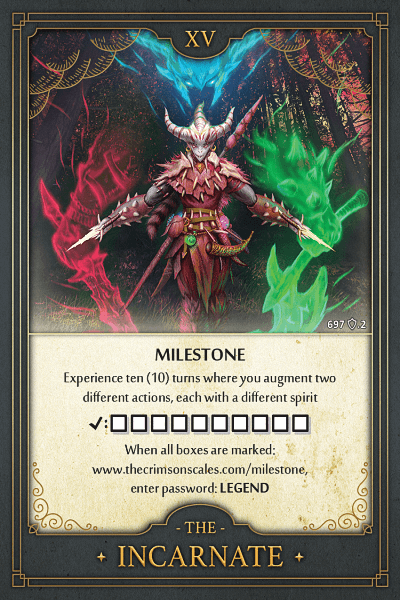 XV
697 .2
MILESTONE
Experience ten (10) turns where you augment two
different actions, each with a different spirit
✓:□□□□□□□□□□
When all boxes are marked:
www.thecrimsonscales.com/milestone,
enter password: LEGEND
- THE -
INCARNATE